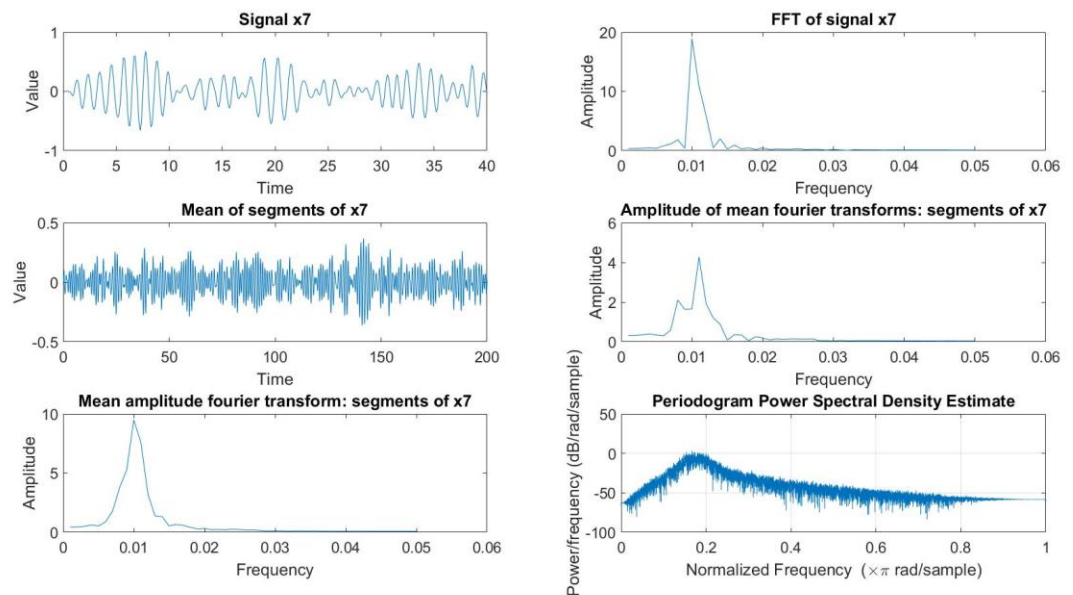 Signal x7
1
0
-1
Value
0 5 10 15 20 25 30 35 40
Time
FFT of signal x7
20
10
0
Amplitude
0 0.01 0.02 0.03 0.04 0.05 0.06
Frequency
Mean of segments of x7
0.5
0
-0.5
Value
0 50 100 150 200
Time
Amplitude of mean fourier transforms: segments of x7
6
4
2
0
Amplitude
0 0.01 0.02 0.03 0.04 0.05 0.06
Frequency
Mean amplitude fourier transform: segments of x7
10
5
0
Amplitude
0 0.01 0.02 0.03 0.04 0.05 0.06
Frequency
Periodogram Power Spectral Density Estimate
50
0
-50
-100
Power/frequency (dB/rad/sample)
0 0.2 0.4 0.6 0.8 1
Normalized Frequency (×π rad/sample)